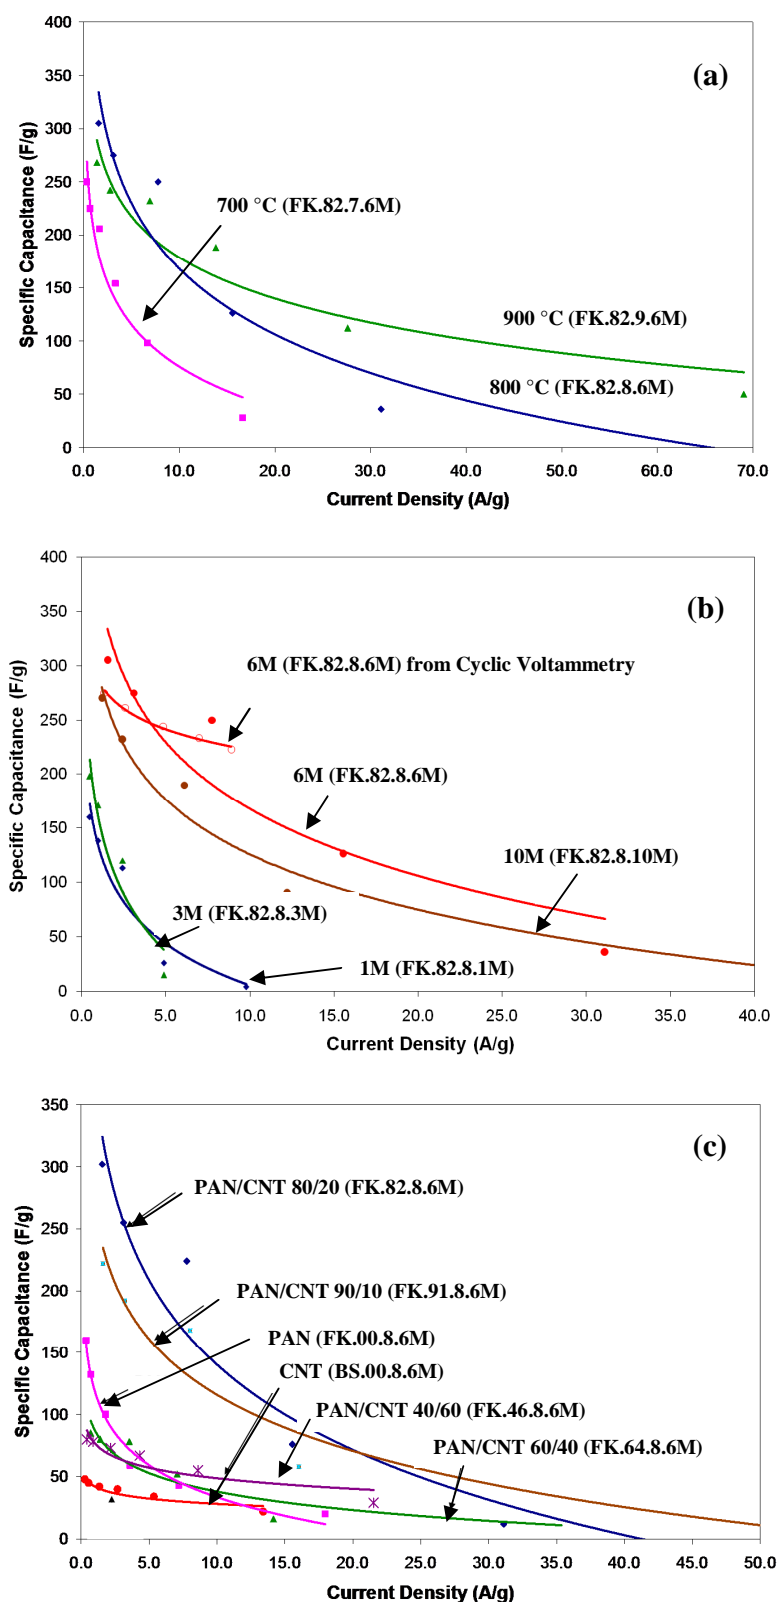 400
350
300
250
200
150
100
50
0
Specific Capacitance (F/g)
(a)
700 °C (FK.82.7.6M)
900 °C (FK.82.9.6M)
800 °C (FK.82.8.6M)
0.0 10.0 20.0 30.0 40.0 50.0 60.0 70.0
Current Density (A/g)
400
350
300
250
200
150
100
50
0
Specific Capacitance (F/g)
(b)
6M (FK.82.8.6M) from Cyclic Voltammetry
6M (FK.82.8.6M)
10M (FK.82.8.10M)
3M (FK.82.8.3M)
1M (FK.82.8.1M)
0.0 5.0 10.0 15.0 20.0 25.0 30.0 35.0 40.0
Current Density (A/g)
350
300
250
200
150
100
50
0
Specific Capacitance (F/g)
(c)
PAN/CNT 80/20 (FK.82.8.6M)
PAN/CNT 90/10 (FK.91.8.6M)
PAN (FK.00.8.6M)
CNT (BS.00.8.6M)
PAN/CNT 40/60 (FK.46.8.6M)
PAN/CNT 60/40 (FK.64.8.6M)
0.0 5.0 10.0 15.0 20.0 25.0 30.0 35.0 40.0 45.0 50.0
Current Density (A/g)